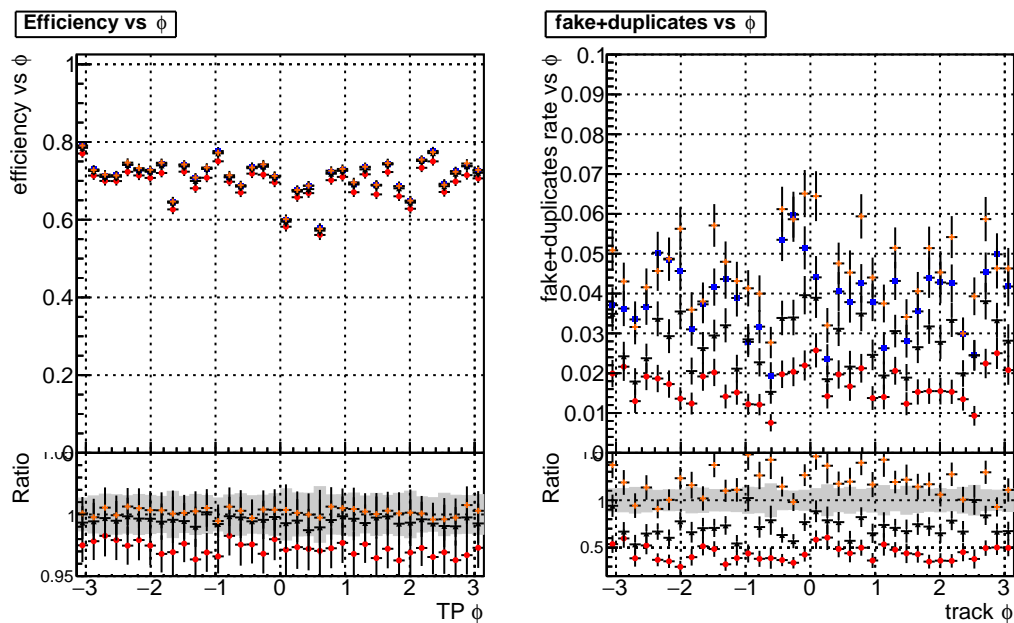 Efficiency vs ϕ
efficiency vs ϕ
1
0.8
0.6
0.4
0.2
0
Ratio
1
0.95
−3 −2 −1 0 1 2 3
TP ϕ
fake+duplicates vs ϕ
fake+duplicates rate vs ϕ
0.1
0.09
0.08
0.07
0.06
0.05
0.04
0.03
0.02
0.01
0
Ratio
1
0.5
−3 −2 −1 0 1 2 3
track ϕ